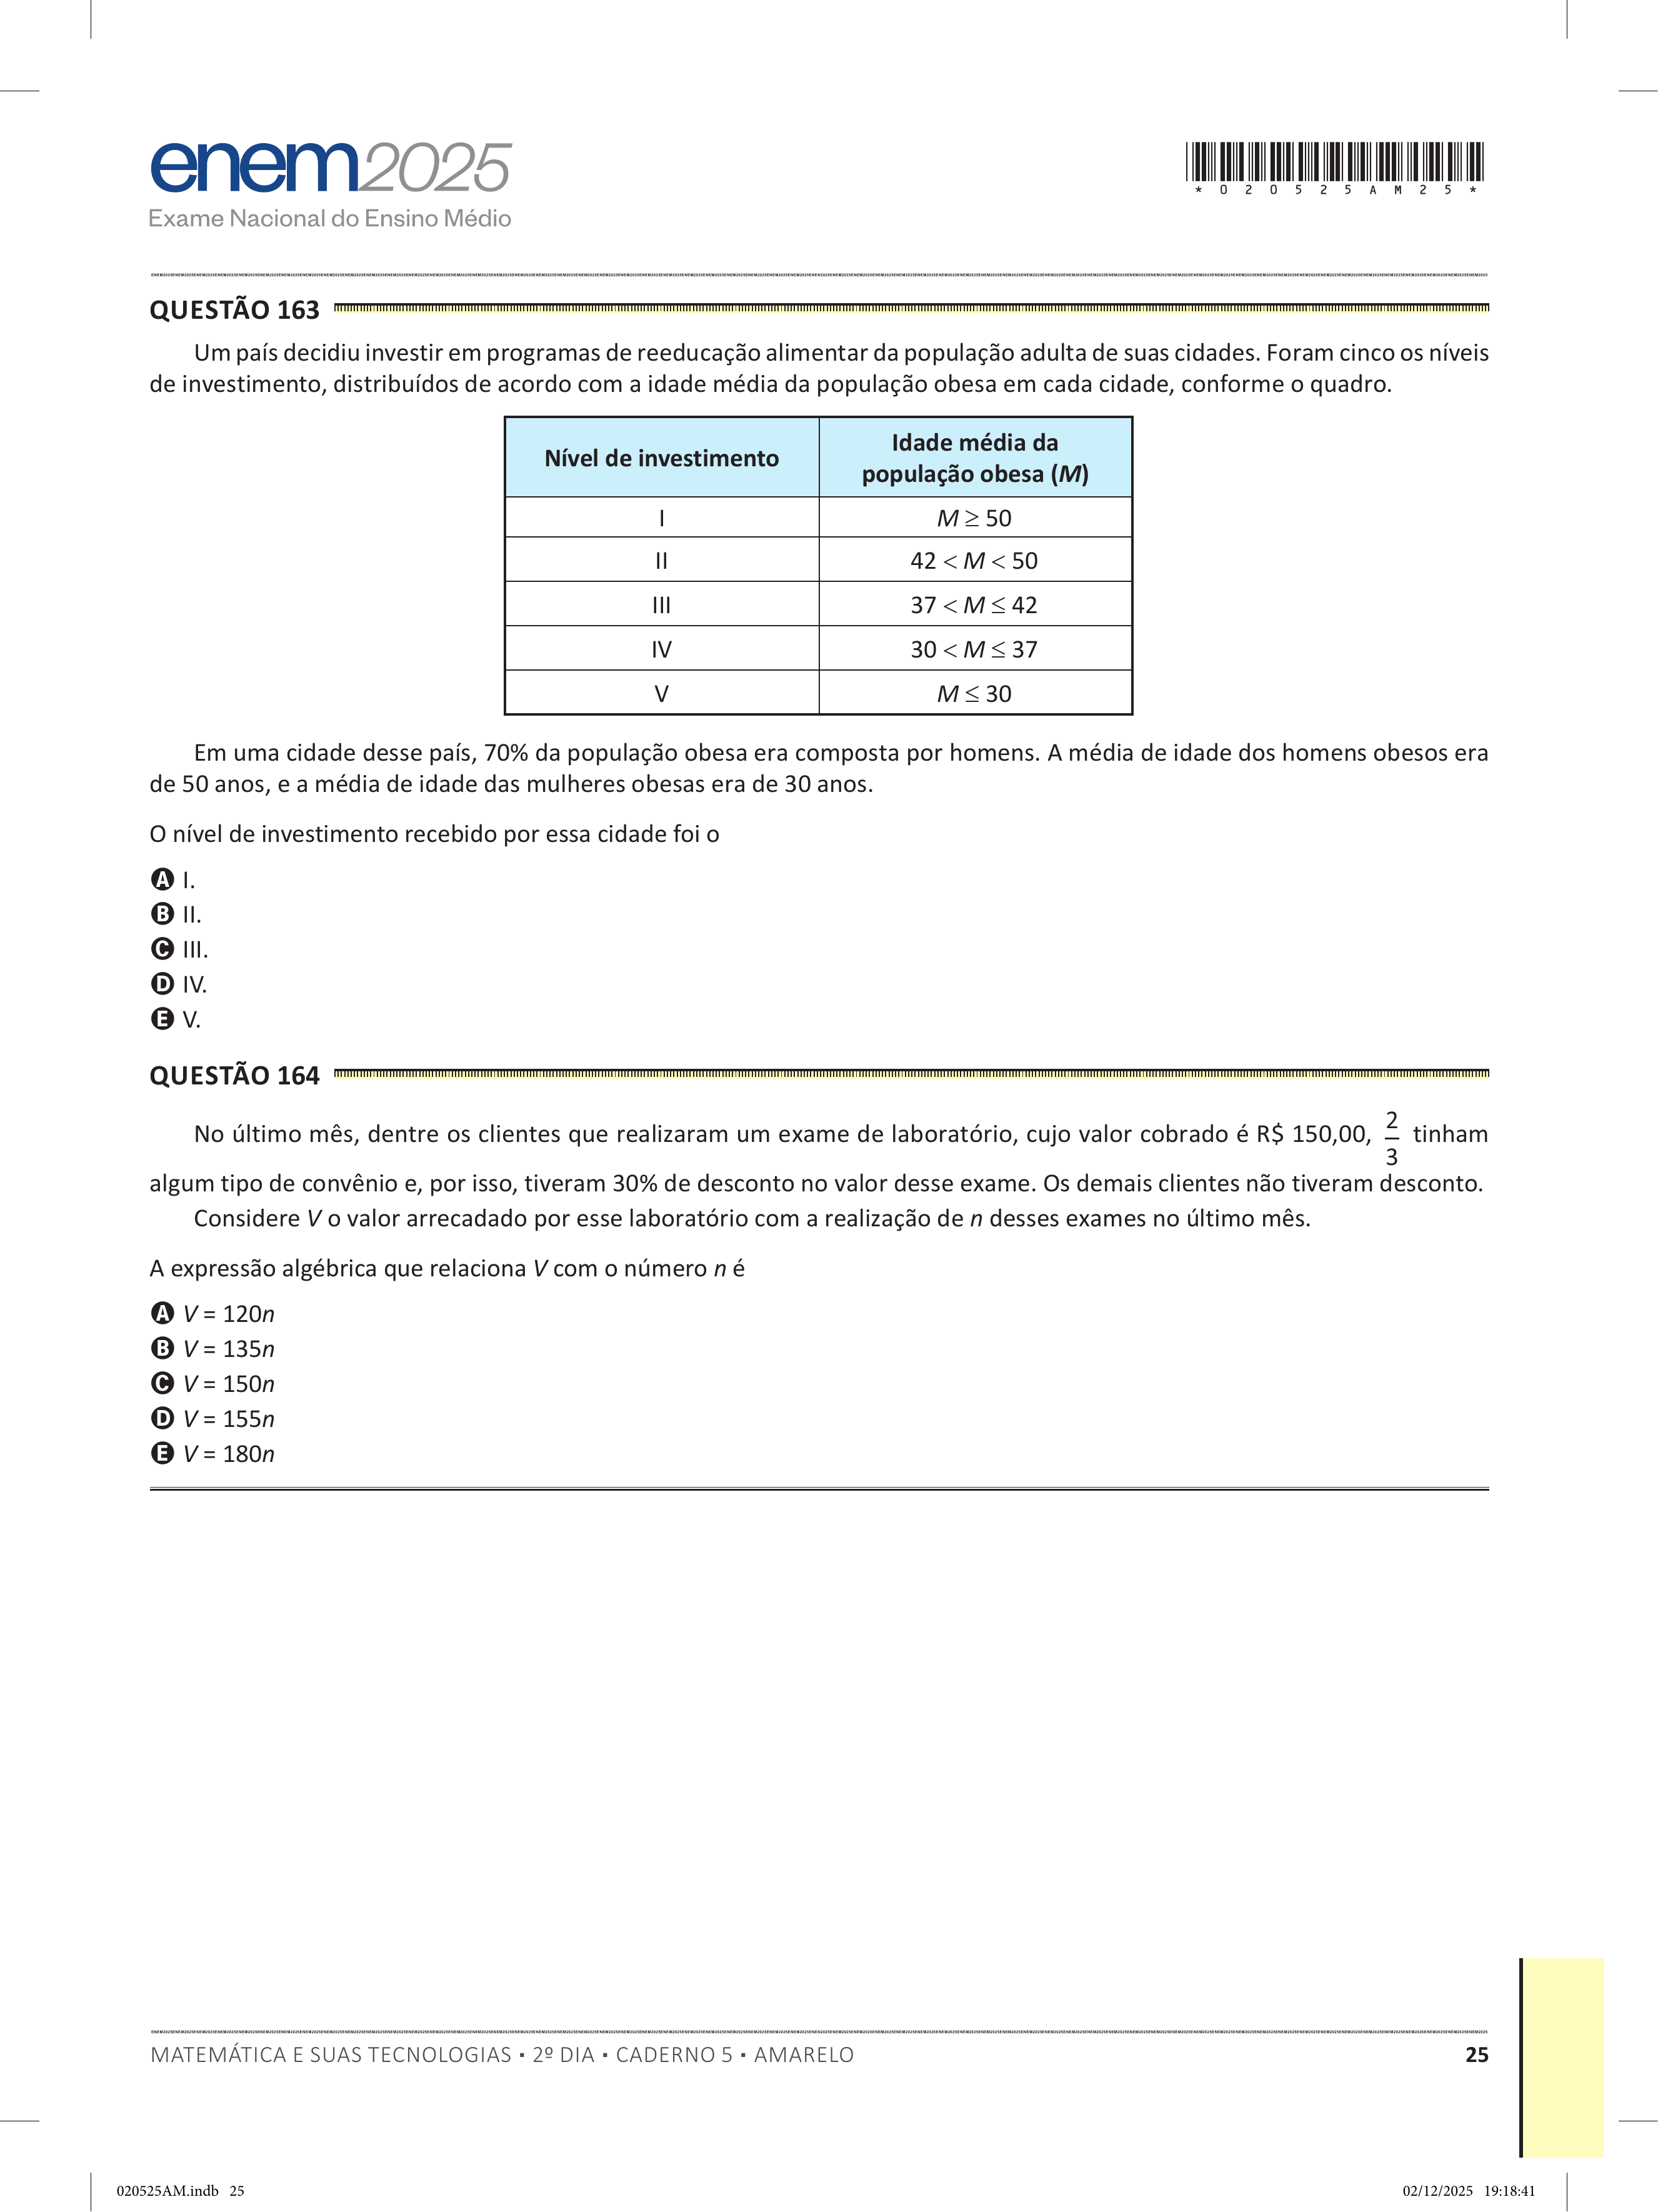 enem2025
Exame Nacional do Ensino Médio
*020525AM25*
QUESTÃO 163
Um país decidiu investir em programas de reeducação alimentar da população adulta de suas cidades. Foram cinco os níveis
de investimento, distribuídos de acordo com a idade média da população obesa em cada cidade, conforme o quadro.
Nível de investimento
Idade média da
população obesa (M)
I
M ≥ 50
II
42 < M < 50
III
37 < M ≤ 42
IV
30 < M ≤ 37
V
M ≤ 30
Em uma cidade desse país, 70% da população obesa era composta por homens. A média de idade dos homens obesos era
de 50 anos, e a média de idade das mulheres obesas era de 30 anos.
O nível de investimento recebido por essa cidade foi o
A I.
B II.
C III.
D IV.
E V.
QUESTÃO 164
No último mês, dentre os clientes que realizaram um exame de laboratório, cujo valor cobrado é R$ 150,00, 2/3 tinham
algum tipo de convênio e, por isso, tiveram 30% de desconto no valor desse exame. Os demais clientes não tiveram desconto.
Considere V o valor arrecadado por esse laboratório com a realização de n desses exames no último mês.
A expressão algébrica que relaciona V com o número n é
A V = 120n
B V = 135n
C V = 150n
D V = 155n
E V = 180n
MATEMÁTICA E SUAS TECNOLOGIAS • 2º DIA • CADERNO 5 • AMARELO
25
020525AM.indb 25
02/12/2025 19:18:41